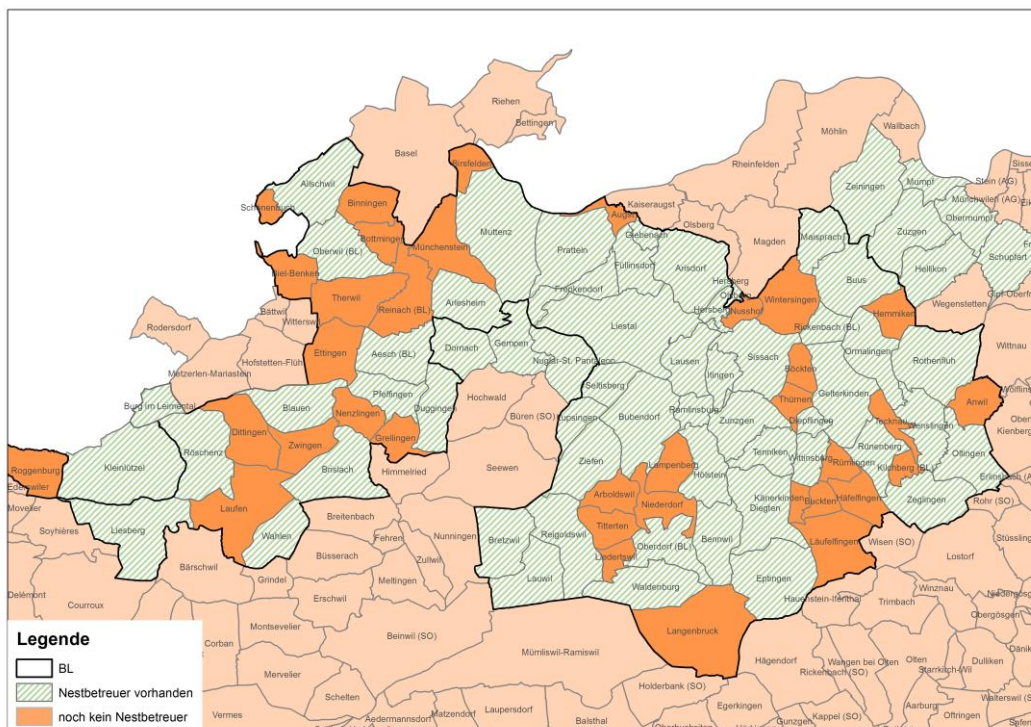 Riehen
Bettingen
Basel
Möhlin
Wallbach
Rheinfelden
Birsfelden
Allschwil
Schönenbuch
Binningen
Bottmingen
Oberwil (BL)
Münchenstein
Muttenz
Biel-Benken
Therwil
Reinach (BL)
Arlesheim
Pratteln
Augst
Kaiseraugst
Olsberg
Giebenach
Füllinsdorf
Arisdorf
Frenkendorf
Magden
Maisprach
Zeiningen
Mumpf
Stein (AG)
Münchwilen (AG)
Obermumpf
Zuzgen
Schupfart
Hellikon
Buus
Wegenstetten
Wintersingen
Nusshof
Hersberg
Hemmiken
Rickenbach (BL)
Ormalingen
Rothenfluh
Wittnau
Anwil
Kienberg
Liestal
Lausen
Itingen
Sissach
Böckten
Thürnen
Gelterkinden
Diepflingen
Tecknau
Wenslingen
Oltingen
Rünenberg
Kilchberg (BL)
Zeglingen
Rohr (SO)
Stüssling
Bättwil
Witterswil
Rodersdorf
Hofstetten-Flüh
Metzerlen-Mariastein
Ettingen
Aesch (BL)
Dornach
Gempen
Nuglar-St. Pantaleon
Seltisberg
Hochwald
Büren (SO)
Lupsingen
Bubendorf
Ramlinsburg
Zunzgen
Tenniken
Wittinsburg
Rümlingen
Känerkinden
Diegten
Buckten
Häfelfingen
Läufelfingen
Wisen (SO)
Lostorf
Burg im Leimental
Blauen
Pfeffingen
Duggingen
Nenzlingen
Grellingen
Himmelried
Seewen
Ziefen
Lampenberg
Hölstein
Arboldswil
Niederdorf
Titterten
Liedertswil
Oberdorf (BL)
Bennwil
Reigoldswil
Bretzwil
Lauwil
Waldenburg
Eptingen
Hauenstein-Ifenthal
Langenbruck
Roggenburg
Ederswiler
Movelier
Kleinlützel
Röschenz
Dittingen
Zwingen
Brislach
Laufen
Wahlen
Liesberg
Soyhières
Bärschwil
Grindel
Breitenbach
Büsserach
Fehren
Zullwil
Nunningen
Meltingen
Erschwil
Delémont
Courroux
Corban
Montsevelier
Mervelier
Vermes
Schelten
Aedermannsdorf
Beinwil (SO)
Mümliswil-Ramiswil
Matzendorf
Laupersdorf
Balsthal
Holderbank (SO)
Egerkingen
Hägendorf
Rickenbach (SO)
Wangen bei Olten
Kappel (SO)
Gunzgen
Trimbach
Winznau
Obergösgen
Olten
Starrkirch-Wil
Dulliken
Aarburg
Oftringen
Legende
BL
Nestbetreuer vorhanden
noch kein Nestbetreuer